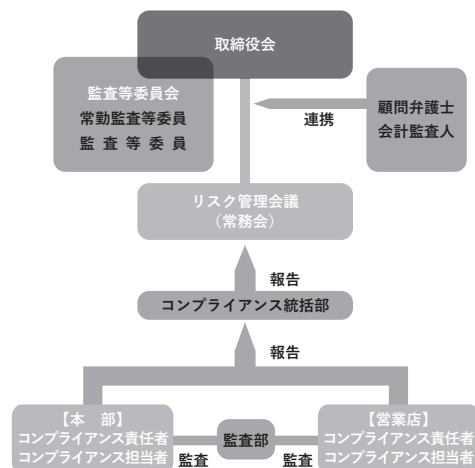 取締役会
監査等委員会
常勤監査等委員
監査等委員
連携
顧問弁護士
会計監査人
リスク管理会議
（常務会）
報告
コンプライアンス統括部
報告
【本　部】
コンプライアンス責任者
コンプライアンス担当者
監査
監査部
監査
【営業店】
コンプライアンス責任者
コンプライアンス担当者